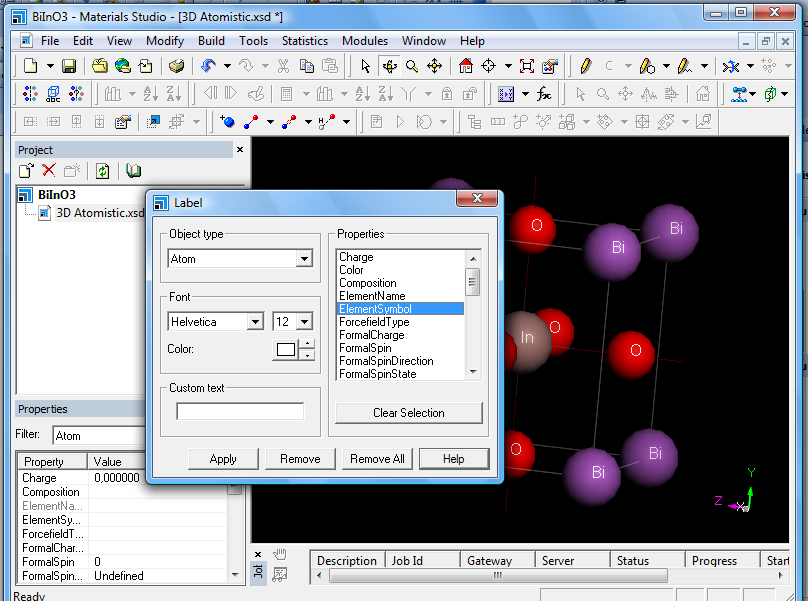 BiInO3 - Materials Studio - [3D Atomistic.xsd *]
File Edit View Modify Build Tools Statistics Modules Window Help
Project
BiInO3
3D Atomistic.xsd
Label
Object type
Atom
Font
Helvetica 12
Color:
Custom text
Properties
Charge
Color
Composition
ElementName
ElementSymbol
ForcefieldType
FormalCharge
FormalSpin
FormalSpinDirection
FormalSpinState
Clear Selection
Apply Remove Remove All Help
O
Bi
Bi
In
O
O
O
Bi
Bi
Y
Z
X
Properties
Filter: Atom
Property Value
Charge 0,000000
Composition
ElementNa...
ElementSy...
ForcefieldT...
FormalChar...
FormalSpin 0
FormalSpin... Undefined
Job
Description Job Id Gateway Server Status Progress Start
Ready